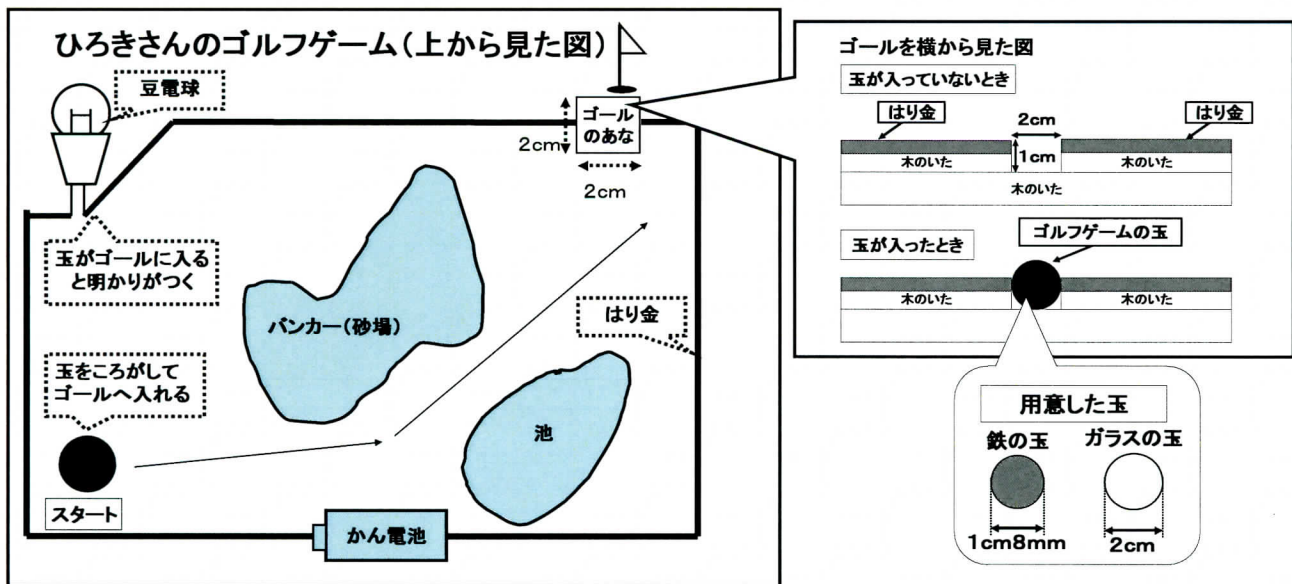 ひろきさんのゴルフゲーム(上から見た図)
豆電球
ゴール
のあな
2cm
2cm
玉がゴールに入る
と明かりがつく
バンカー(砂場)
はり金
玉をころがして
ゴールへ入れる
池
スタート
かん電池
ゴールを横から見た図
玉が入っていないとき
はり金
2cm
はり金
1cm
木のいた
木のいた
木のいた
玉が入ったとき
ゴルフゲームの玉
木のいた
木のいた
用意した玉
鉄の玉
ガラスの玉
1cm8mm
2cm